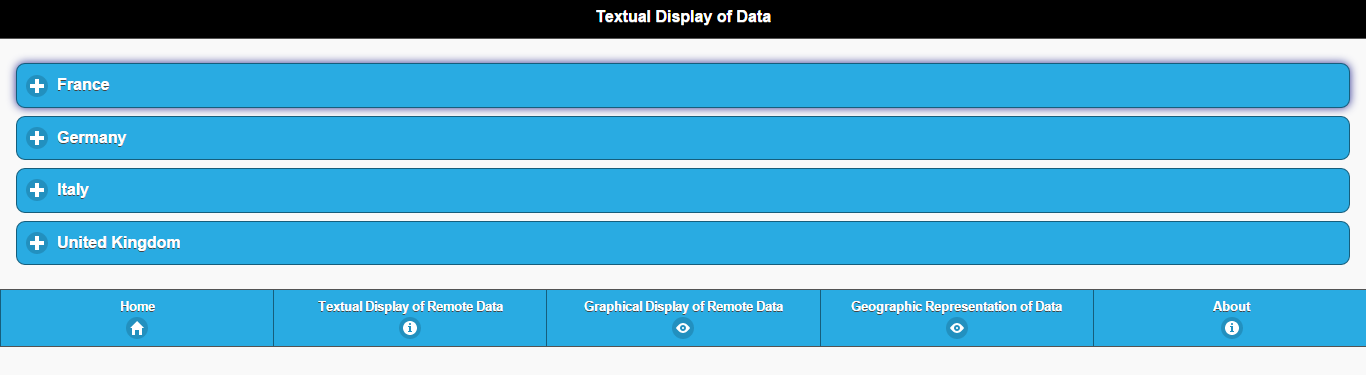 Textual Display of Data
France
Germany
Italy
United Kingdom
Home
Textual Display of Remote Data
Graphical Display of Remote Data
Geographic Representation of Data
About